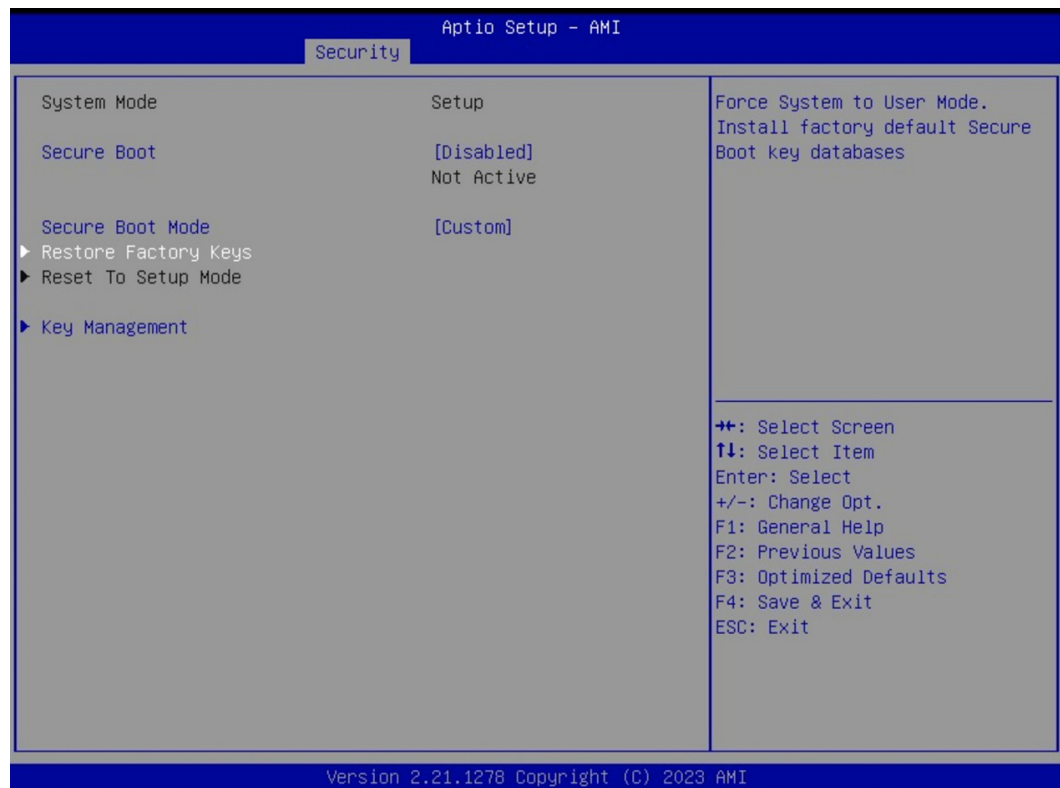 Aptio Setup – AMI
Security
System Mode Setup
Secure Boot [Disabled]
Not Active
Secure Boot Mode [Custom]
Restore Factory Keys
Reset To Setup Mode
Key Management
Force System to User Mode.
Install factory default Secure
Boot key databases
→←: Select Screen
↑↓: Select Item
Enter: Select
+/-: Change Opt.
F1: General Help
F2: Previous Values
F3: Optimized Defaults
F4: Save & Exit
ESC: Exit
Version 2.21.1278 Copyright (C) 2023 AMI